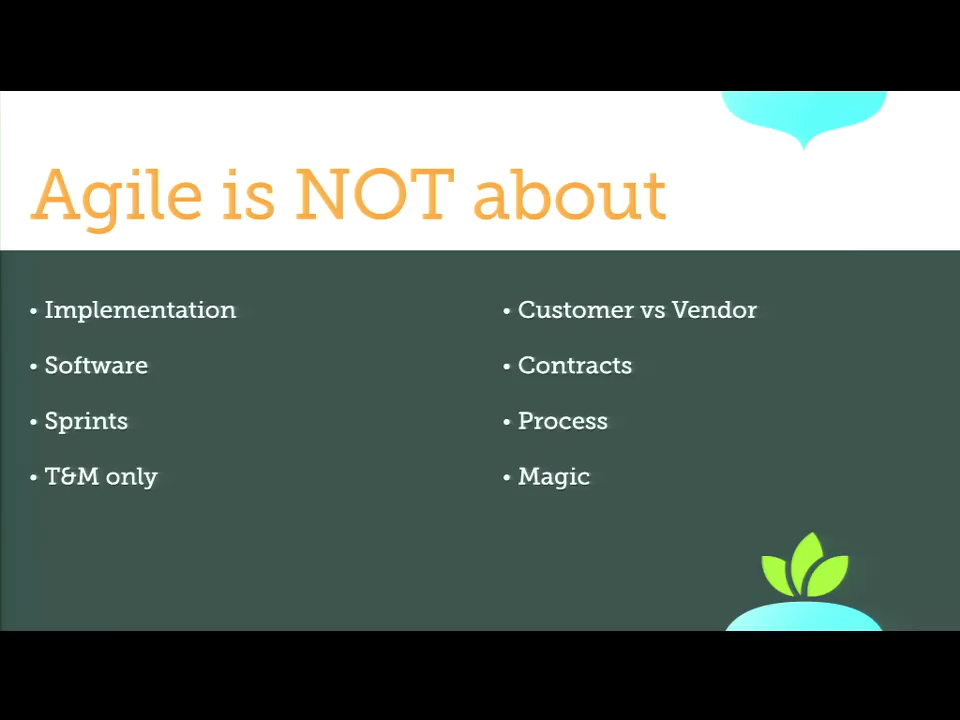 Agile is NOT about
• Implementation
• Software
• Sprints
• T&M only
• Customer vs Vendor
• Contracts
• Process
• Magic